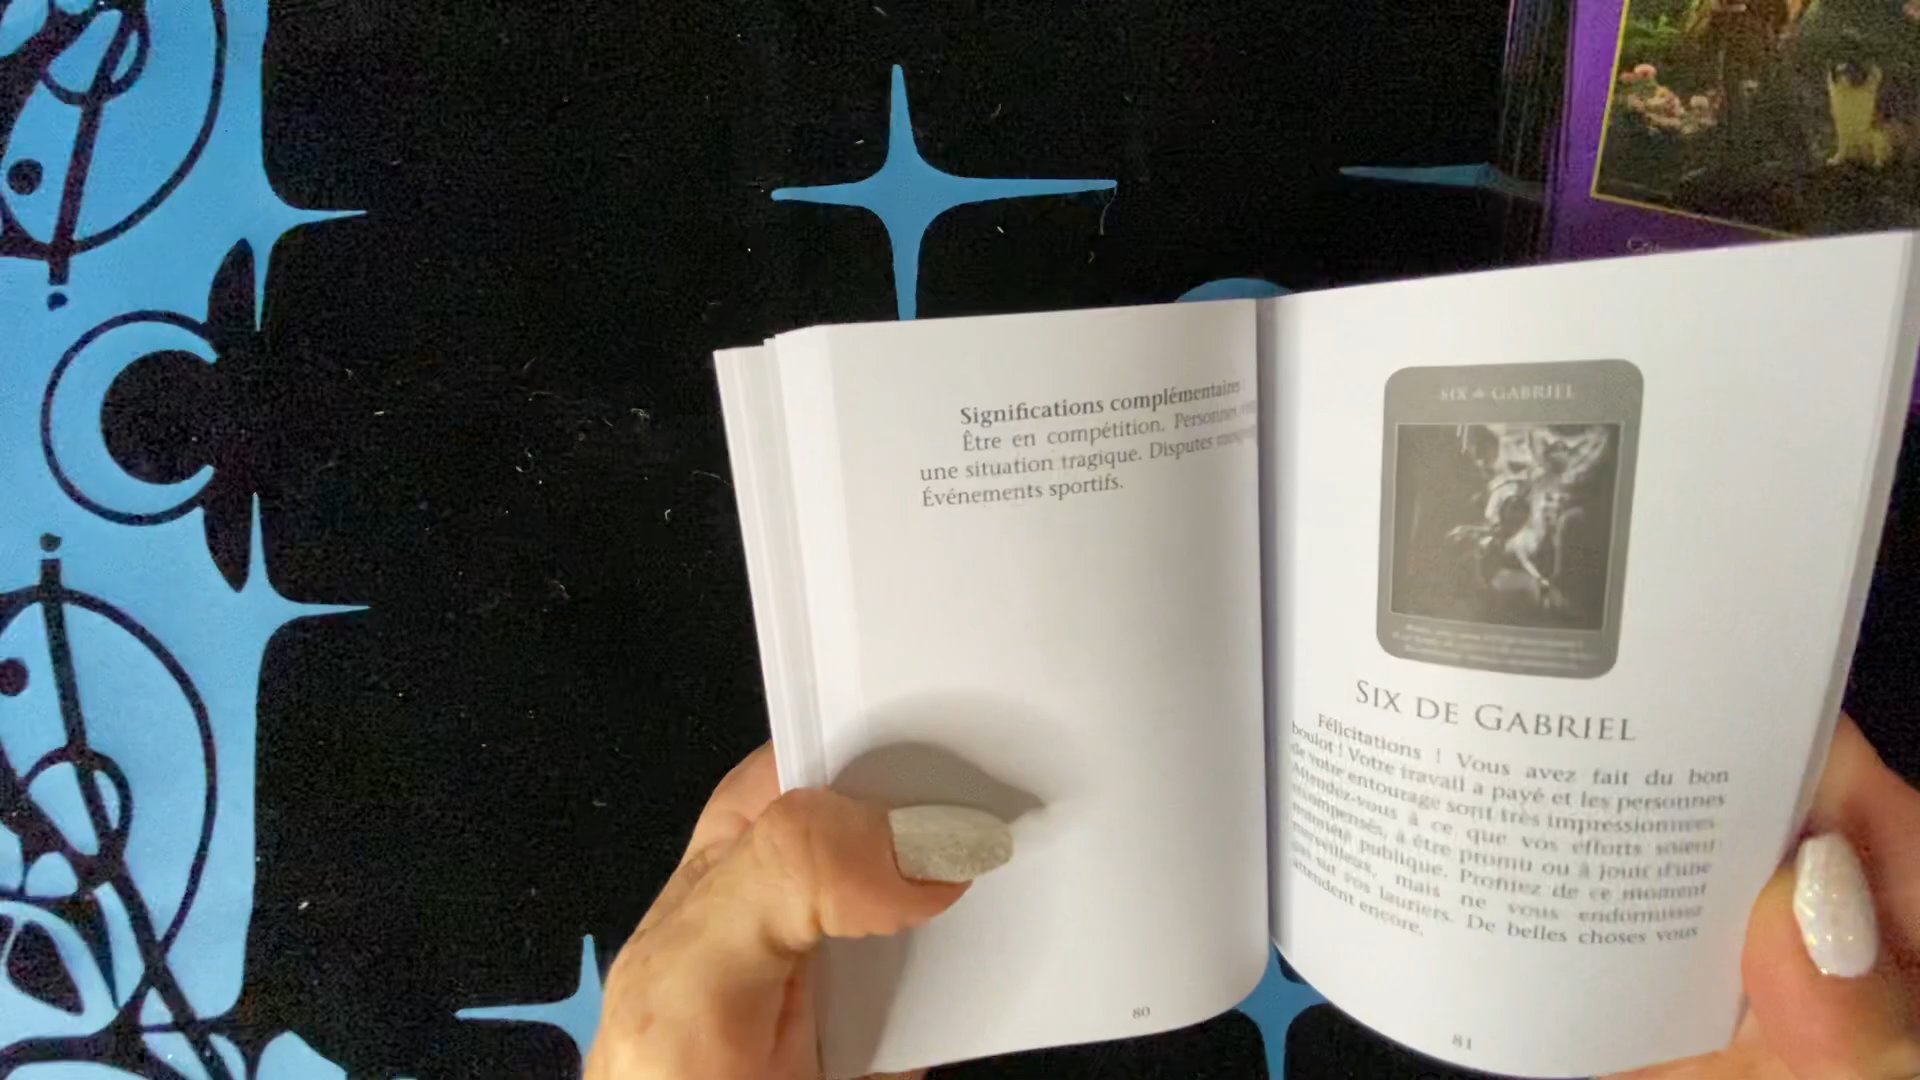 Significations complémentaires
Être en compétition. Personnes
une situation tragique. Disputes
Événements sportifs.
80
SIX de GABRIEL
SIX DE GABRIEL
Félicitations ! Vous avez fait du bon
boulot ! Votre travail a payé et les personnes
de votre entourage sont très impressionnées
Attendez-vous à ce que vos efforts soient
récompensés, à être promu ou à jouir d'une
notoriété publique. Profitez de ce moment
merveilleux, mais ne vous endormissez
pas sur vos lauriers. De belles choses vous
attendent encore.
81